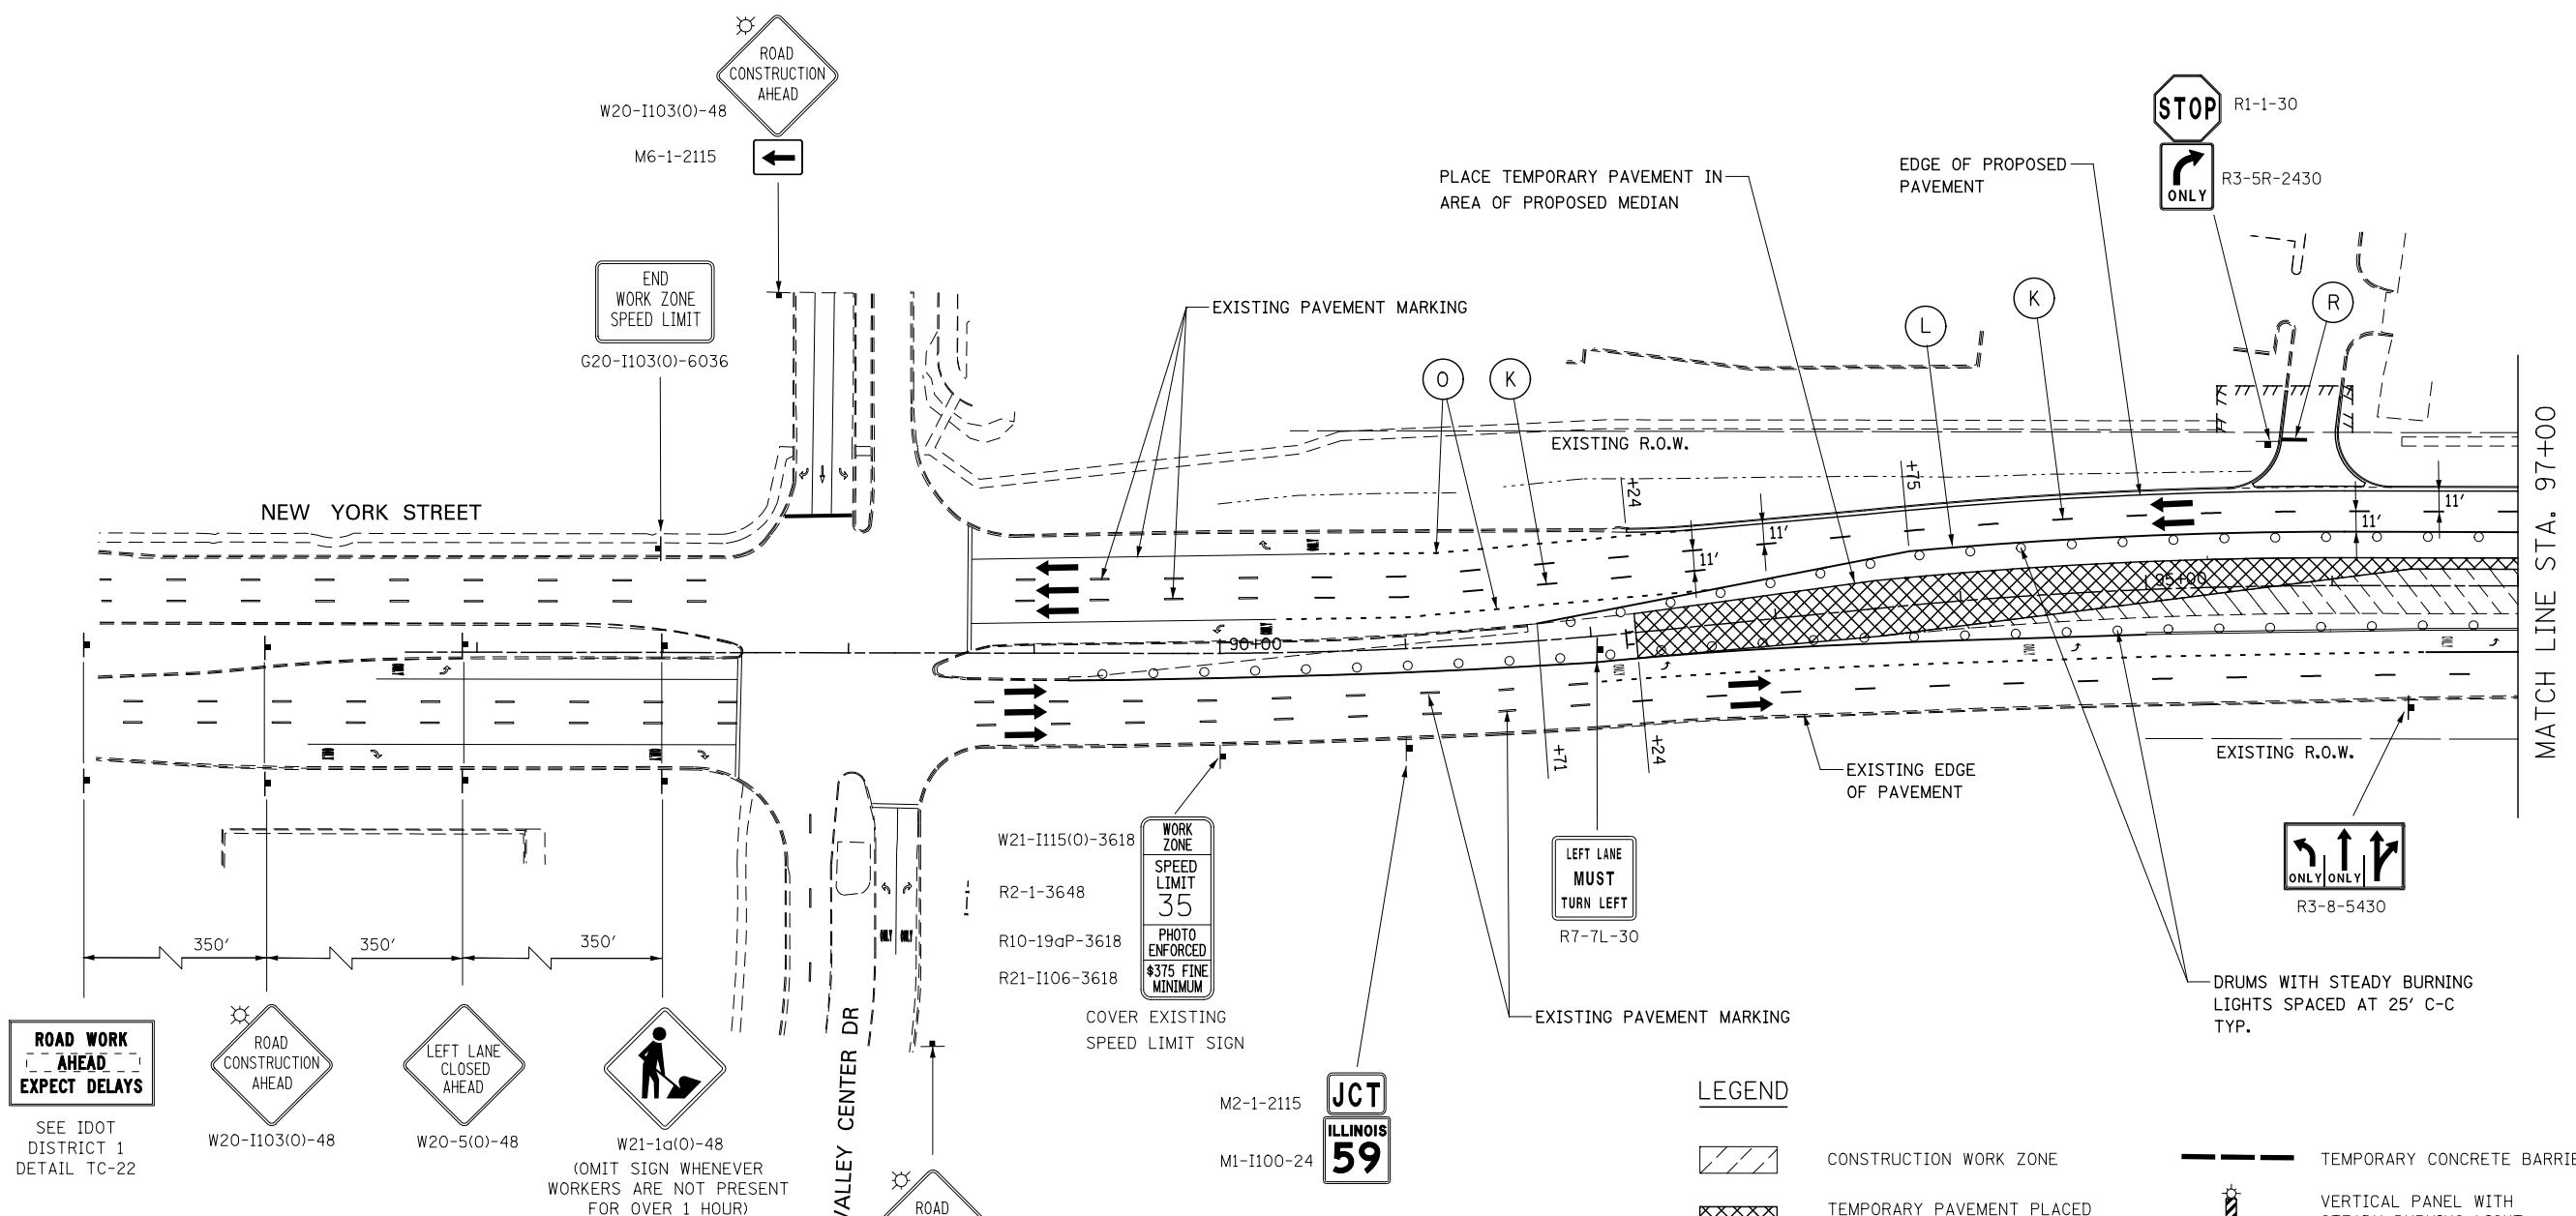 ROAD
CONSTRUCTION
AHEAD
W20-I103(O)-48
M6-1-2115
END
WORK ZONE
SPEED LIMIT
G20-I103(O)-6036
NEW YORK STREET
EXISTING PAVEMENT MARKING
O
K
PLACE TEMPORARY PAVEMENT IN
AREA OF PROPOSED MEDIAN
EDGE OF PROPOSED
PAVEMENT
STOP
R1-1-30
ONLY
R3-5R-2430
L
K
R
EXISTING R.O.W.
+24
+75
11'
11'
11'
11'
90+00
95+00
MATCH LINE STA. 97+00
ONLY
ONLY
ONLY
+71
+24
EXISTING EDGE
OF PAVEMENT
EXISTING R.O.W.
350'
350'
350'
ROAD WORK
AHEAD
EXPECT DELAYS
SEE IDOT
DISTRICT 1
DETAIL TC-22
ROAD
CONSTRUCTION
AHEAD
W20-I103(O)-48
LEFT LANE
CLOSED
AHEAD
W20-5(O)-48
W21-1a(O)-48
(OMIT SIGN WHENEVER
WORKERS ARE NOT PRESENT
FOR OVER 1 HOUR)
VALLEY CENTER DR
ONLY
ONLY
ROAD
W21-I115(O)-3618
R2-1-3648
R10-19aP-3618
R21-I106-3618
WORK
ZONE
SPEED
LIMIT
35
PHOTO
ENFORCED
$375 FINE
MINIMUM
COVER EXISTING
SPEED LIMIT SIGN
M2-1-2115
JCT
M1-I100-24
ILLINOIS
59
LEFT LANE
MUST
TURN LEFT
R7-7L-30
EXISTING PAVEMENT MARKING
ONLY
ONLY
R3-8-5430
DRUMS WITH STEADY BURNING
LIGHTS SPACED AT 25' C-C
TYP.
LEGEND
CONSTRUCTION WORK ZONE
TEMPORARY CONCRETE BARRIE
TEMPORARY PAVEMENT PLACED
VERTICAL PANEL WITH